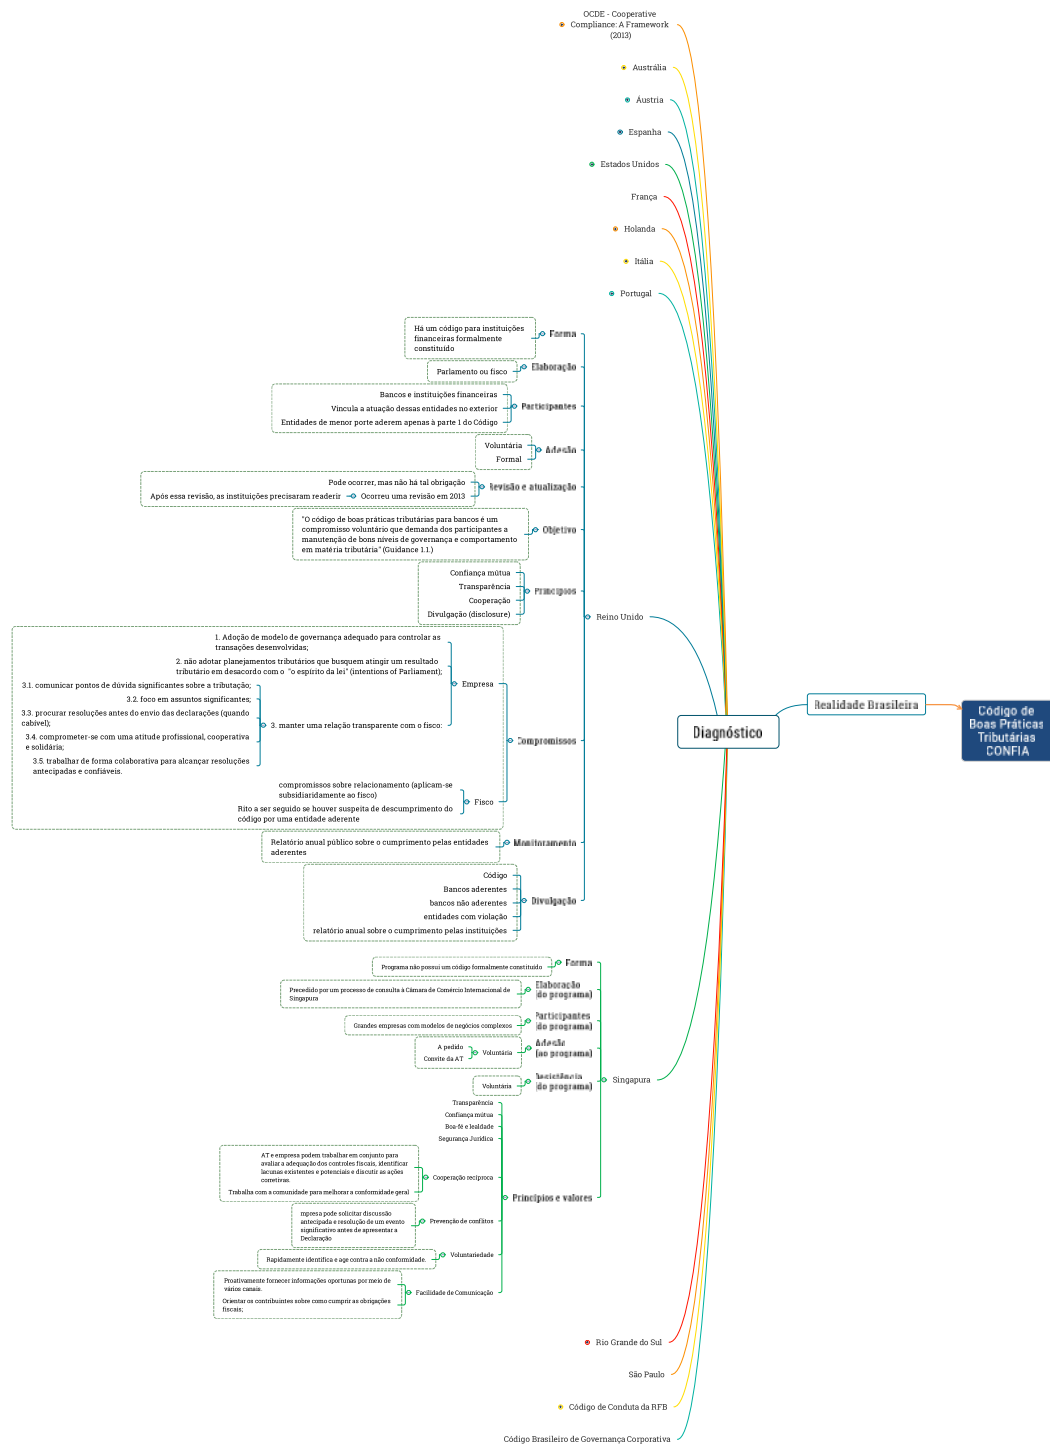 OCDE - Cooperative
Compliance: A Framework
(2013)
Austrália
Áustria
Espanha
Estados Unidos
França
Holanda
Itália
Portugal
Reino Unido
Forma
Há um código para instituições
financeiras formalmente
constituído
Elaboração
Parlamento ou fisco
Participantes
Bancos e instituições financeiras
Vincula a atuação dessas entidades no exterior
Entidades de menor porte aderem apenas à parte 1 do Código
Adesão
Voluntária
Formal
Revisão e atualização
Pode ocorrer, mas não há tal obrigação
Ocorreu uma revisão em 2013
Após essa revisão, as instituições precisaram readerir
Objetivo
"O código de boas práticas tributárias para bancos é um
compromisso voluntário que demanda dos participantes a
manutenção de bons níveis de governança e comportamento
em matéria tributária" (Guidance 1.1.)
Princípios
Confiança mútua
Transparência
Cooperação
Divulgação (disclosure)
Compromissos
Empresa
1. Adoção de modelo de governança adequado para controlar as
transações desenvolvidas;
2. não adotar planejamentos tributários que busquem atingir um resultado
tributário em desacordo com o "o espírito da lei" (intentions of Parliament);
3. manter uma relação transparente com o fisco:
3.1. comunicar pontos de dúvida significantes sobre a tributação;
3.2. foco em assuntos significantes;
3.3. procurar resoluções antes do envio das declarações (quando
cabível);
3.4. comprometer-se com uma atitude profissional, cooperativa
e solidária;
3.5. trabalhar de forma colaborativa para alcançar resoluções
antecipadas e confiáveis.
Fisco
compromissos sobre relacionamento (aplicam-se
subsidiariamente ao fisco)
Rito a ser seguido se houver suspeita de descumprimento do
código por uma entidade aderente
Monitoramento
Relatório anual público sobre o cumprimento pelas entidades
aderentes
Divulgação
Código
Bancos aderentes
bancos não aderentes
entidades com violação
relatório anual sobre o cumprimento pelas instituições
Singapura
Forma
Programa não possui um código formalmente constituído
Elaboração
(do programa)
Precedido por um processo de consulta à Câmara de Comércio Internacional de
Singapura
Participantes
(do programa)
Grandes empresas com modelos de negócios complexos
Adesão
(ao programa)
Voluntária
A pedido
Convite da AT
Desistência
(do programa)
Voluntária
Princípios e valores
Transparência
Confiança mútua
Boa-fé e lealdade
Segurança Jurídica
Cooperação recíproca
AT e empresa podem trabalhar em conjunto para
avaliar a adequação dos controles fiscais, identificar
lacunas existentes e potenciais e discutir as ações
corretivas.
Trabalha com a comunidade para melhorar a conformidade geral
Prevenção de conflitos
mpresa pode solicitar discussão
antecipada e resolução de um evento
significativo antes de apresentar a
Declaração
Voluntariedade
Rapidamente identifica e age contra a não conformidade.
Facilidade de Comunicação
Proativamente fornecer informações oportunas por meio de
vários canais.
Orientar os contribuintes sobre como cumprir as obrigações
fiscais;
Rio Grande do Sul
São Paulo
Código de Conduta da RFB
Código Brasileiro de Governança Corporativa
Diagnóstico
Realidade Brasileira
Código de
Boas Práticas
Tributárias
CONFIA